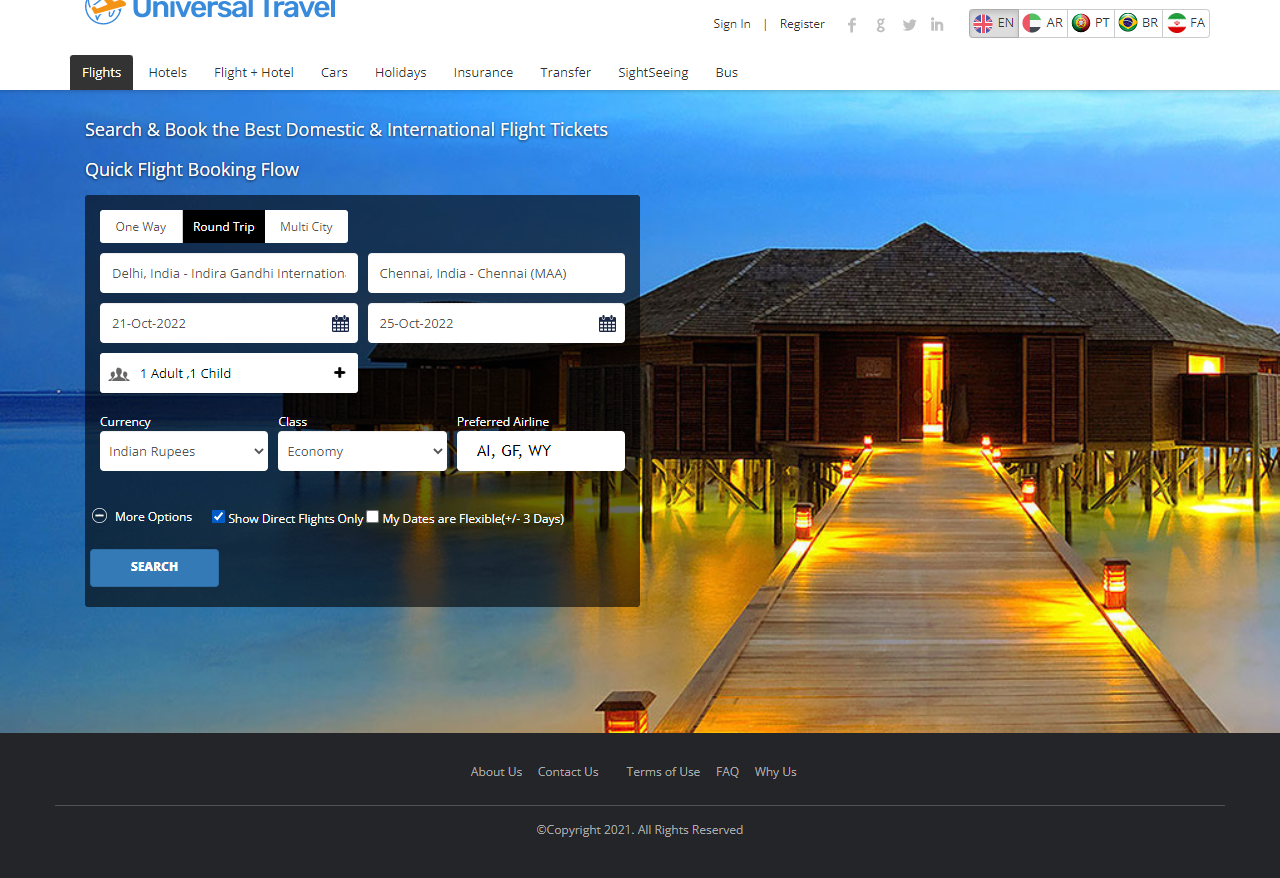 Universal Travel
Sign In | Register
EN AR PT BR FA
Flights Hotels Flight + Hotel Cars Holidays Insurance Transfer SightSeeing Bus
Search & Book the Best Domestic & International Flight Tickets
Quick Flight Booking Flow
One Way Round Trip Multi City
Delhi, India - Indira Gandhi Internation Chennai, India - Chennai (MAA)
21-Oct-2022 25-Oct-2022
1 Adult ,1 Child
Currency Class Preferred Airline
Indian Rupees Economy AI, GF, WY
More Options Show Direct Flights Only My Dates are Flexible(+/- 3 Days)
SEARCH
About Us Contact Us Terms of Use FAQ Why Us
©Copyright 2021. All Rights Reserved